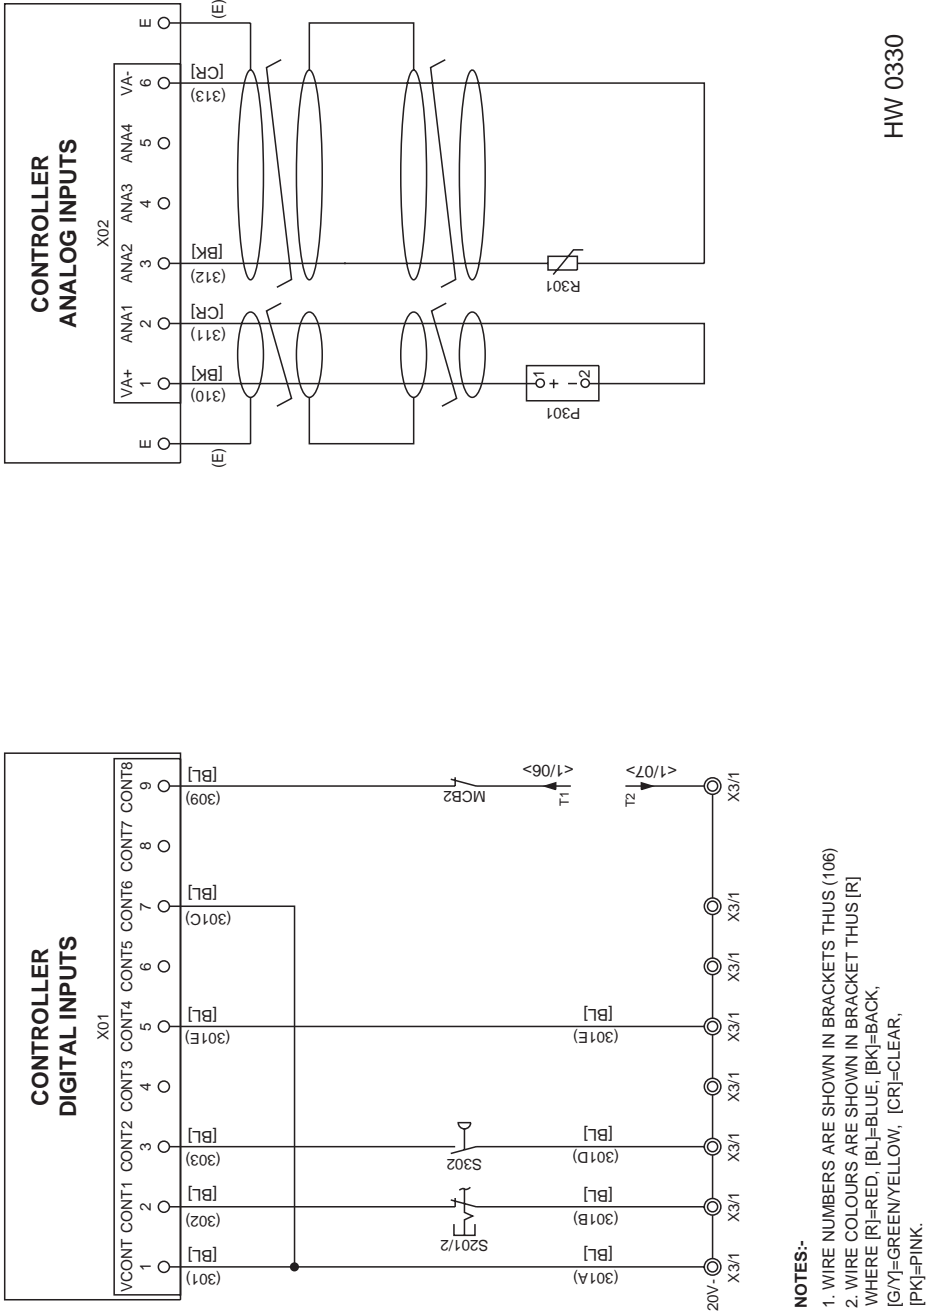 CONTROLLER
DIGITAL INPUTS
X01
VCONT CONT1 CONT2 CONT3 CONT4 CONT5 CONT6 CONT7 CONT8
1 2 3 4 5 6 7 8 9
[BL] [BL] [BL] [BL] [BL] [BL]
(301) (302) (303) (301E) (301C) (309)
S201/2 S302 MCB2
<1/06>
T1
T2
<1/07>
[BL] [BL] [BL] [BL]
(301A) (301B) (301D) (301E)
20V-
X3/1 X3/1 X3/1 X3/1 X3/1 X3/1 X3/1 X3/1
CONTROLLER
ANALOG INPUTS
X02
VA+ ANA1 ANA2 ANA3 ANA4 VA-
E 1 2 3 4 5 6 E
(E) [BK] [CR] [BK] [CR] (E)
(310) (311) (312) (313)
1 + - 2
P301
R301
NOTES:-
1. WIRE NUMBERS ARE SHOWN IN BRACKETS THUS (106)
2. WIRE COLOURS ARE SHOWN IN BRACKET THUS [R]
WHERE [R]=RED, [BL]=BLUE, [BK]=BACK,
[G/Y]=GREEN/YELLOW, [CR]=CLEAR,
[PK]=PINK.
HW 0330